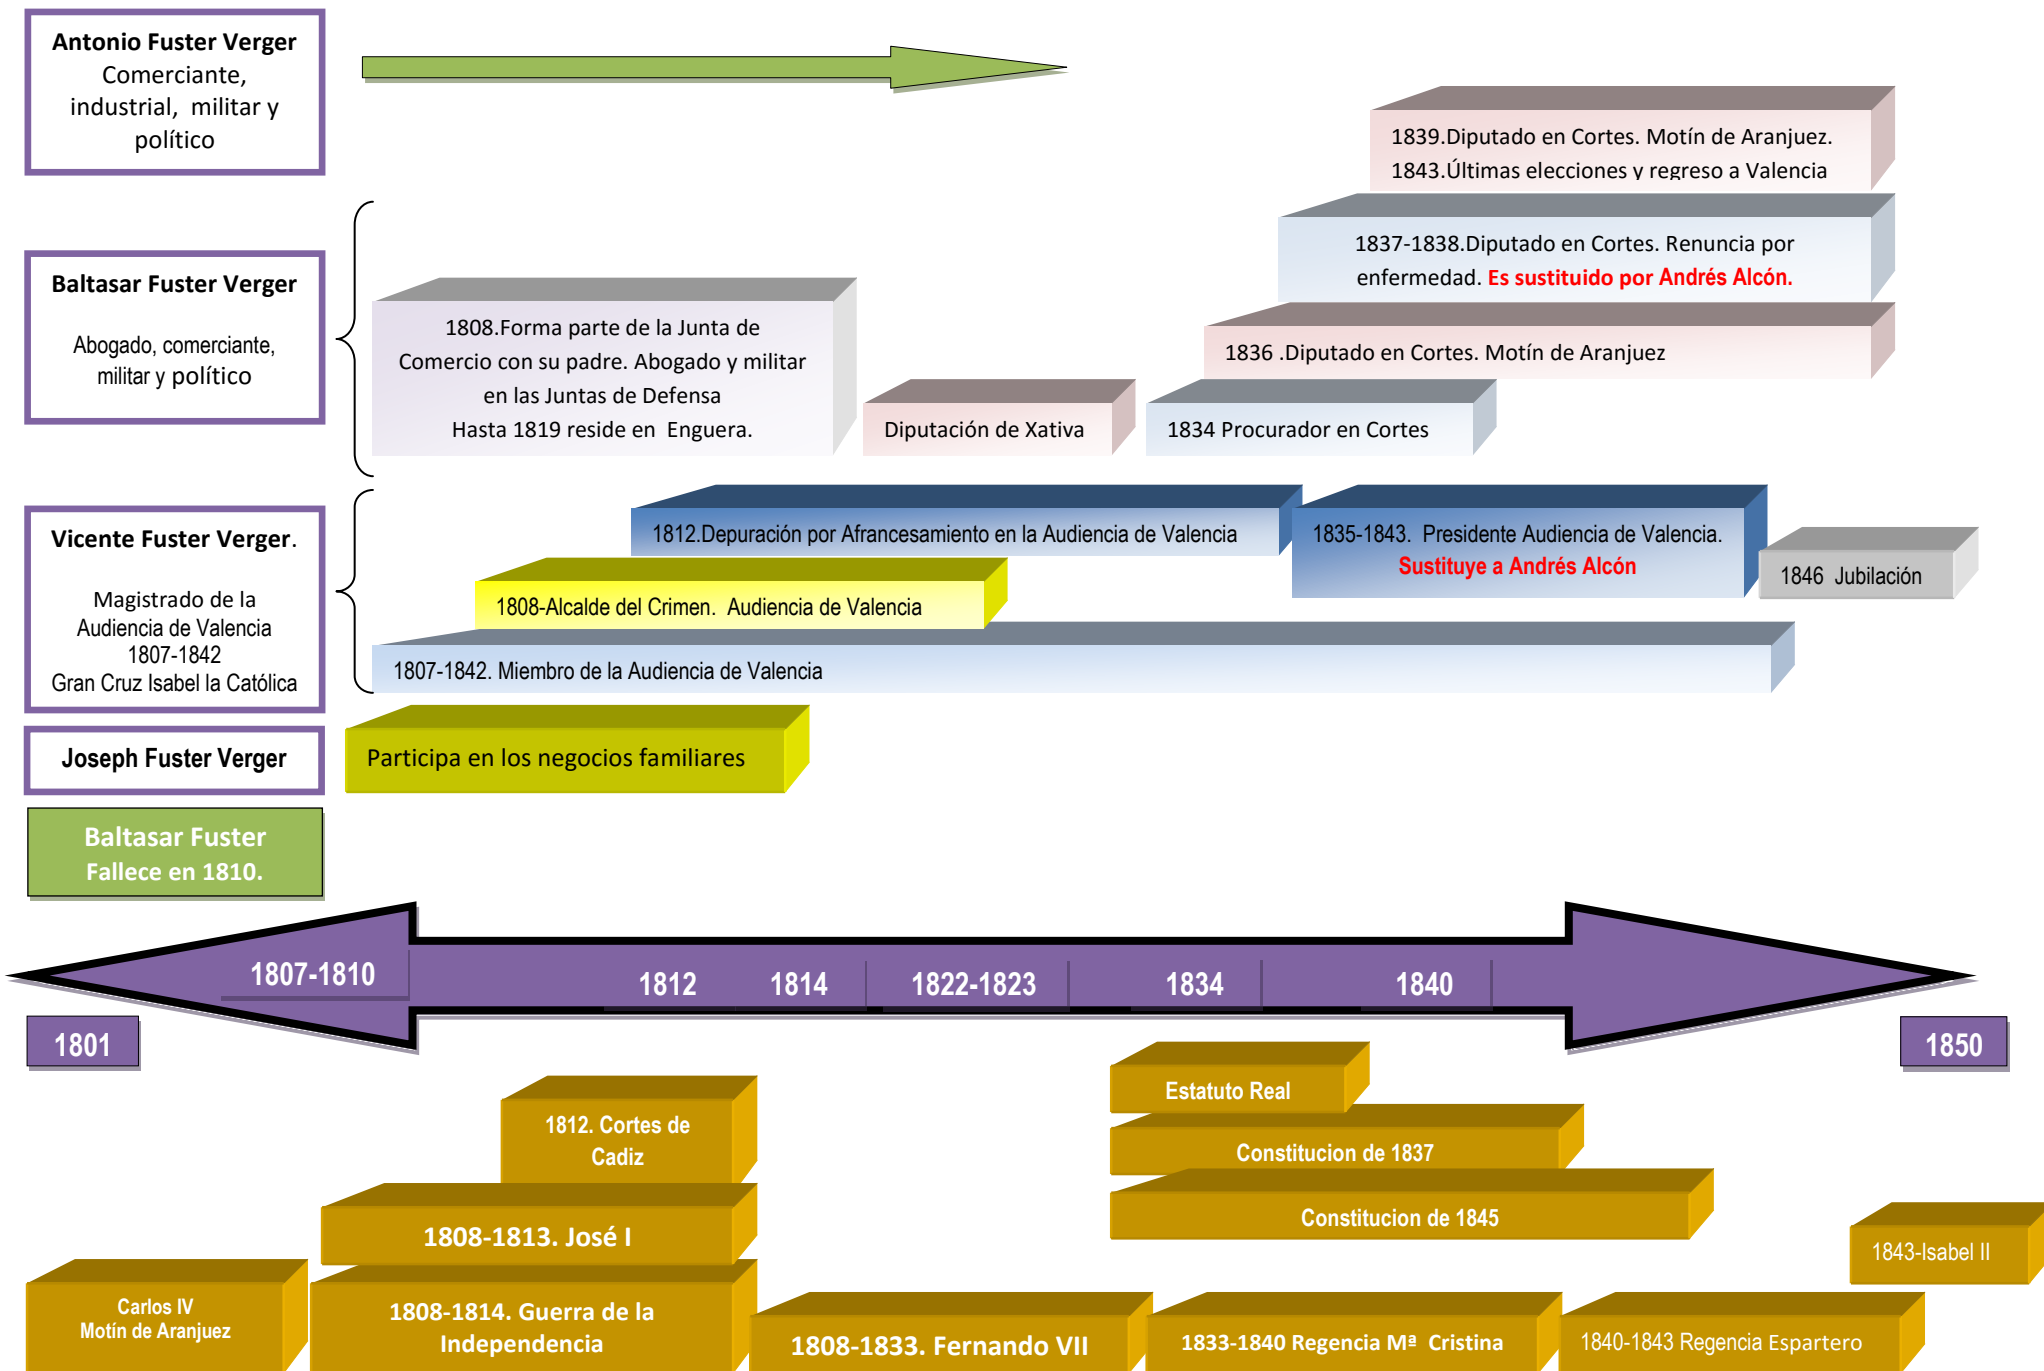 Antonio Fuster Verger
Comerciante,
industrial, militar y
político
1839.Diputado en Cortes. Motín de Aranjuez.
1843.Últimas elecciones y regreso a Valencia
1837-1838.Diputado en Cortes. Renuncia por
enfermedad. Es sustituido por Andrés Alcón.
Baltasar Fuster Verger
Abogado, comerciante,
militar y político
1808.Forma parte de la Junta de
Comercio con su padre. Abogado y militar
en las Juntas de Defensa
Hasta 1819 reside en Enguera.
1836 .Diputado en Cortes. Motín de Aranjuez
Diputación de Xativa
1834 Procurador en Cortes
Vicente Fuster Verger.
Magistrado de la
Audiencia de Valencia
1807-1842
Gran Cruz Isabel la Católica
1812.Depuración por Afrancesamiento en la Audiencia de Valencia
1835-1843. Presidente Audiencia de Valencia.
Sustituye a Andrés Alcón
1846 Jubilación
1808-Alcalde del Crimen. Audiencia de Valencia
1807-1842. Miembro de la Audiencia de Valencia
Joseph Fuster Verger
Participa en los negocios familiares
Baltasar Fuster
Fallece en 1810.
1807-1810
1812
1814
1822-1823
1834
1840
1801
1850
Estatuto Real
1812. Cortes de
Cadiz
Constitucion de 1837
Constitucion de 1845
1808-1813. José I
1843-Isabel II
Carlos IV
Motín de Aranjuez
1808-1814. Guerra de la
Independencia
1808-1833. Fernando VII
1833-1840 Regencia Mª Cristina
1840-1843 Regencia Espartero